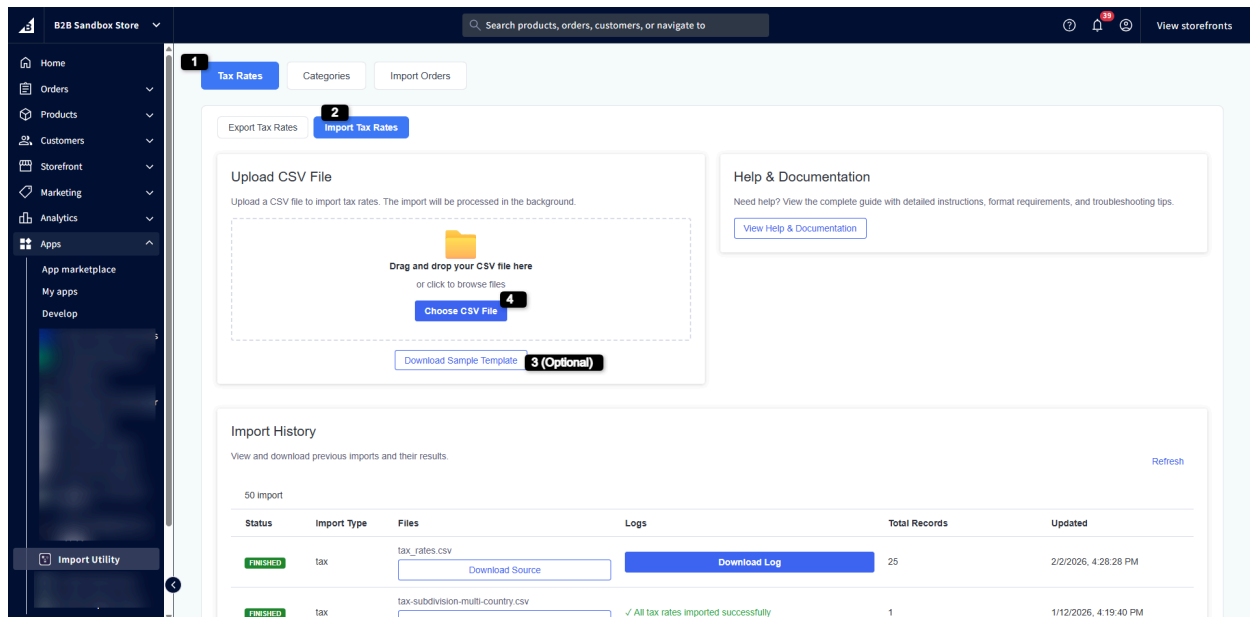 B2B Sandbox Store
Search products, orders, customers, or navigate to
39
View storefronts
Home
Orders
Products
Customers
Storefront
Marketing
Analytics
Apps
App marketplace
My apps
Develop
Import Utility
1
Tax Rates
Categories
Import Orders
2
Export Tax Rates
Import Tax Rates
Upload CSV File
Upload a CSV file to import tax rates. The import will be processed in the background.
Drag and drop your CSV file here
or click to browse files
4
Choose CSV File
Download Sample Template
3 (Optional)
Help & Documentation
Need help? View the complete guide with detailed instructions, format requirements, and troubleshooting tips.
View Help & Documentation
Import History
View and download previous imports and their results.
Refresh
50 import
Status Import Type Files Logs Total Records Updated
FINISHED tax tax_rates.csv Download Source Download Log 25 2/2/2026, 4:28:28 PM
FINISHED tax tax-subdivision-multi-country.csv ✓ All tax rates imported successfully 1 1/12/2026, 4:19:40 PM